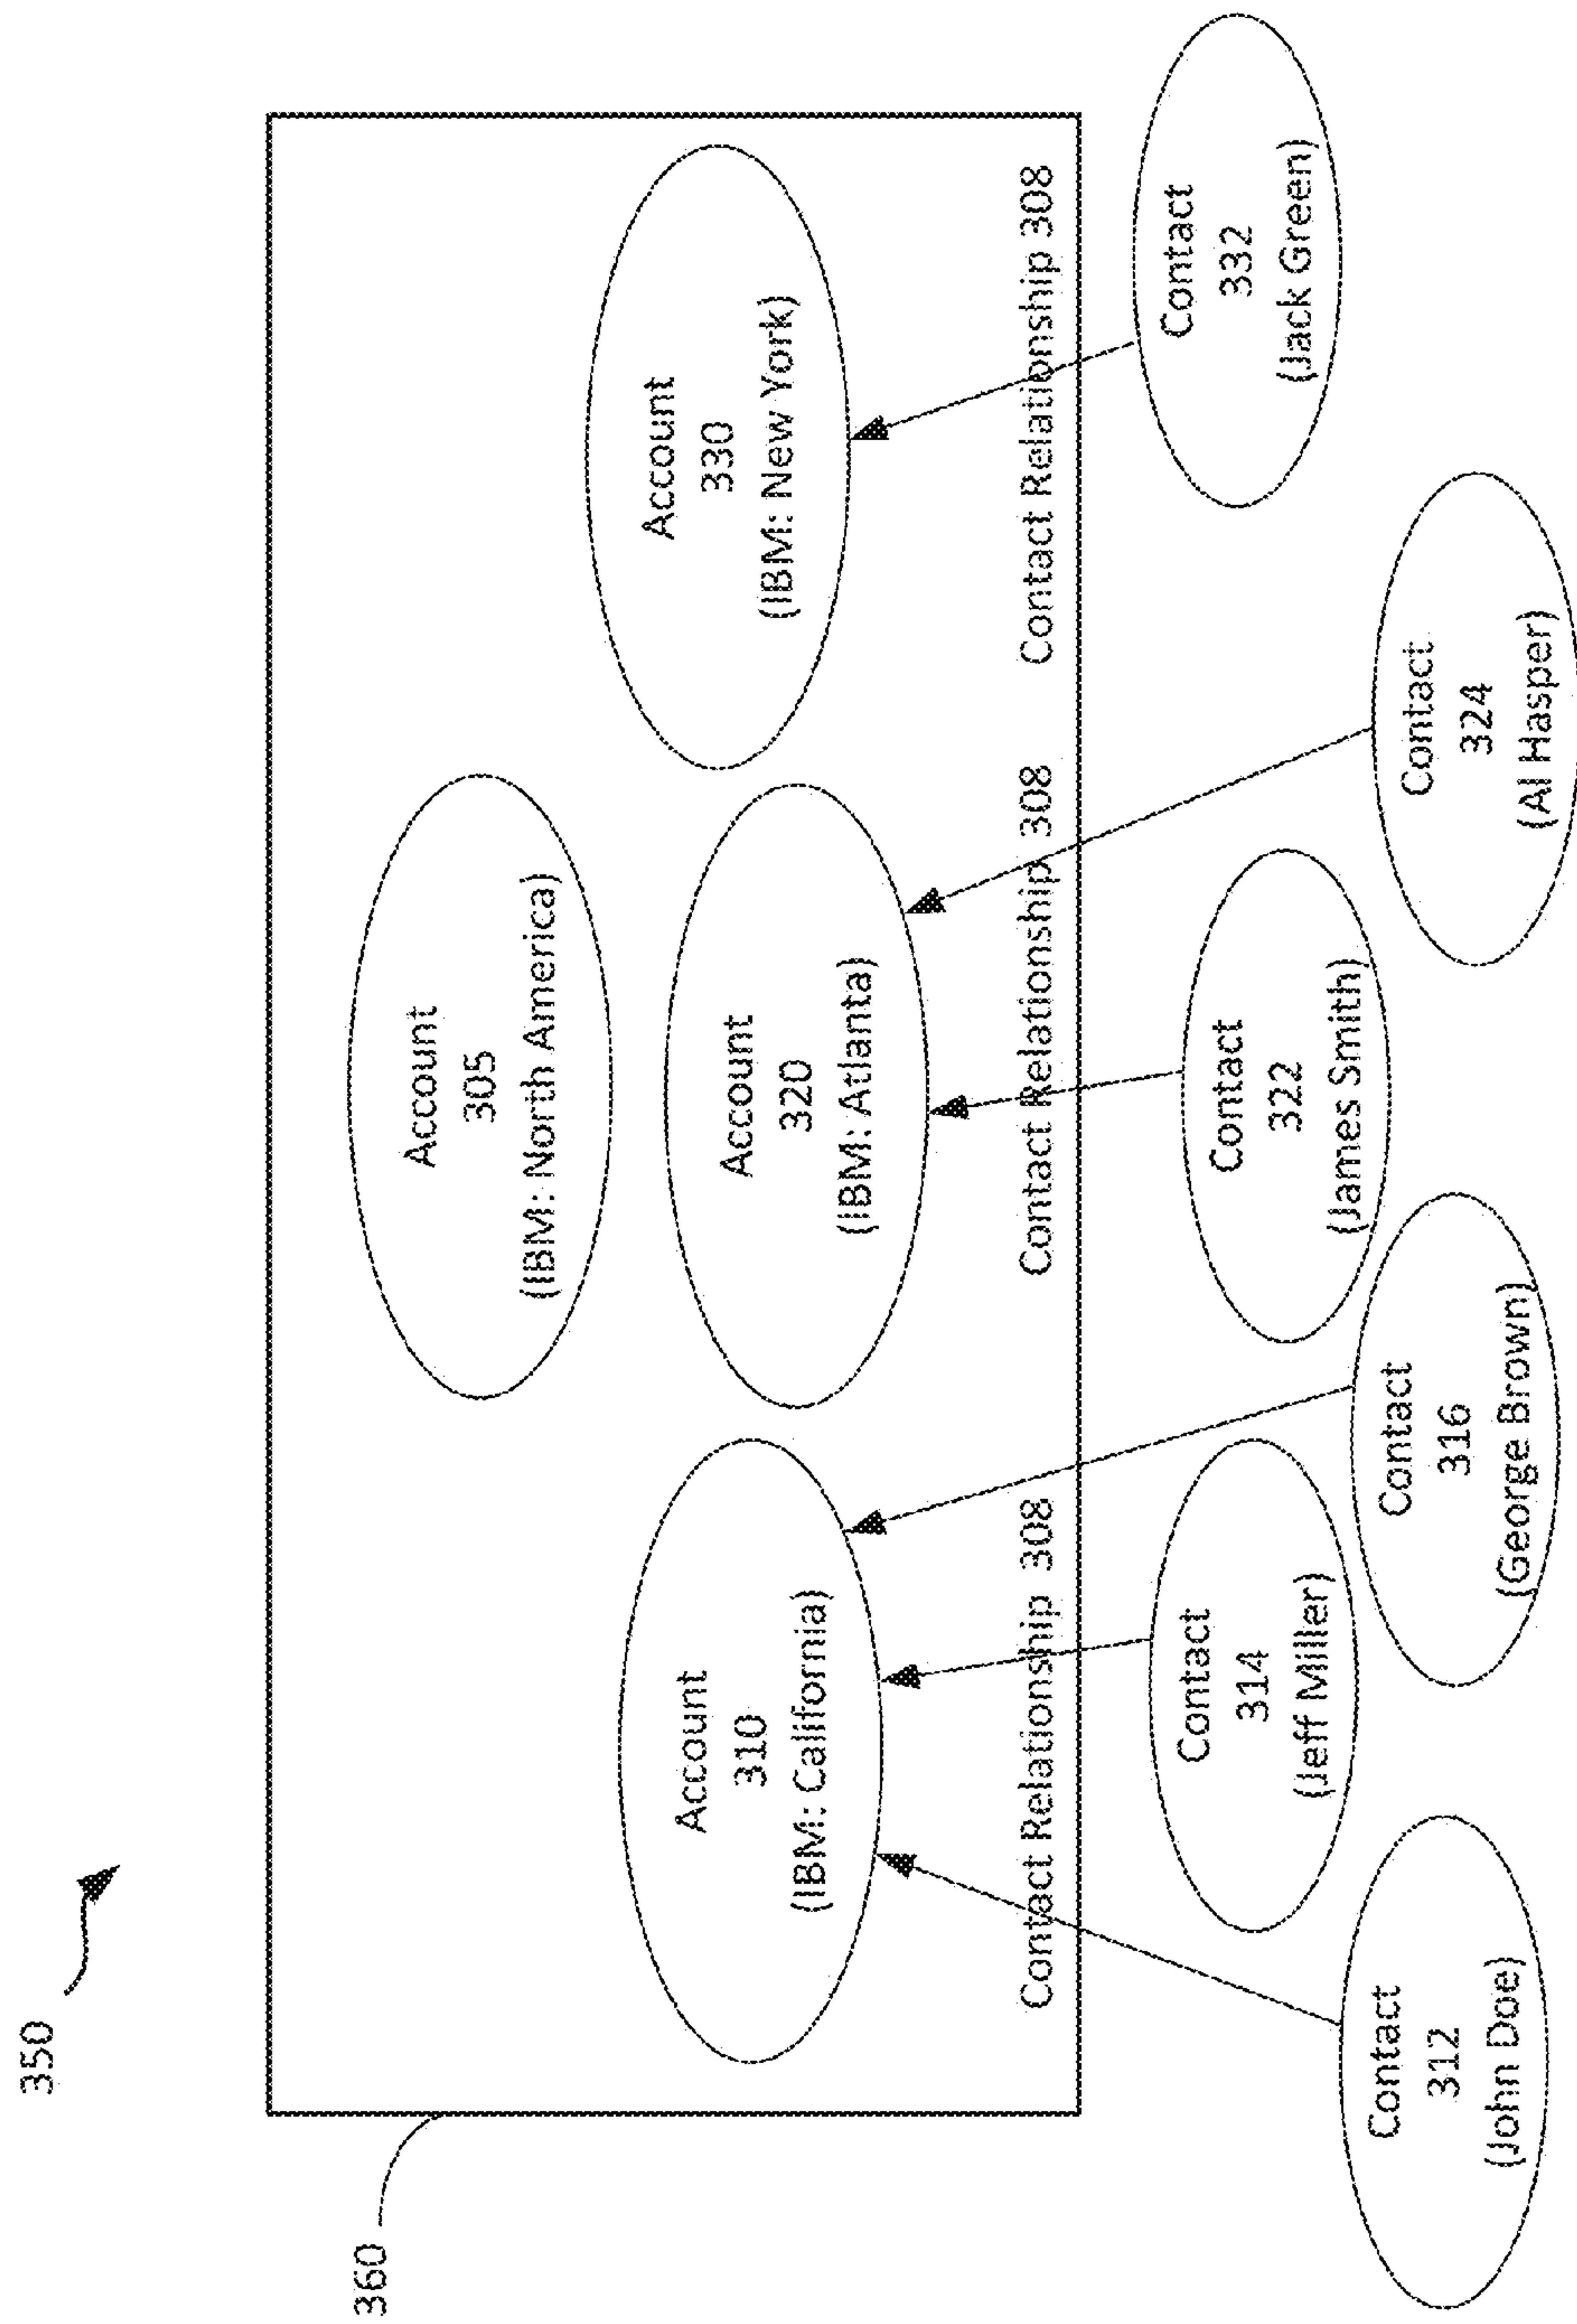 350
360
Account
305
(IBM: North America)
Account
310
(IBM: California)
Account
320
(IBM: Atlanta)
Account
330
(IBM: New York)
Contact Relationship 308
Contact Relationship 308
Contact Relationship 308
Contact
312
(John Doe)
Contact
314
(Jeff Miller)
Contact
316
(George Brown)
Contact
322
(James Smith)
Contact
324
(Al Hasper)
Contact
332
(Jack Green)